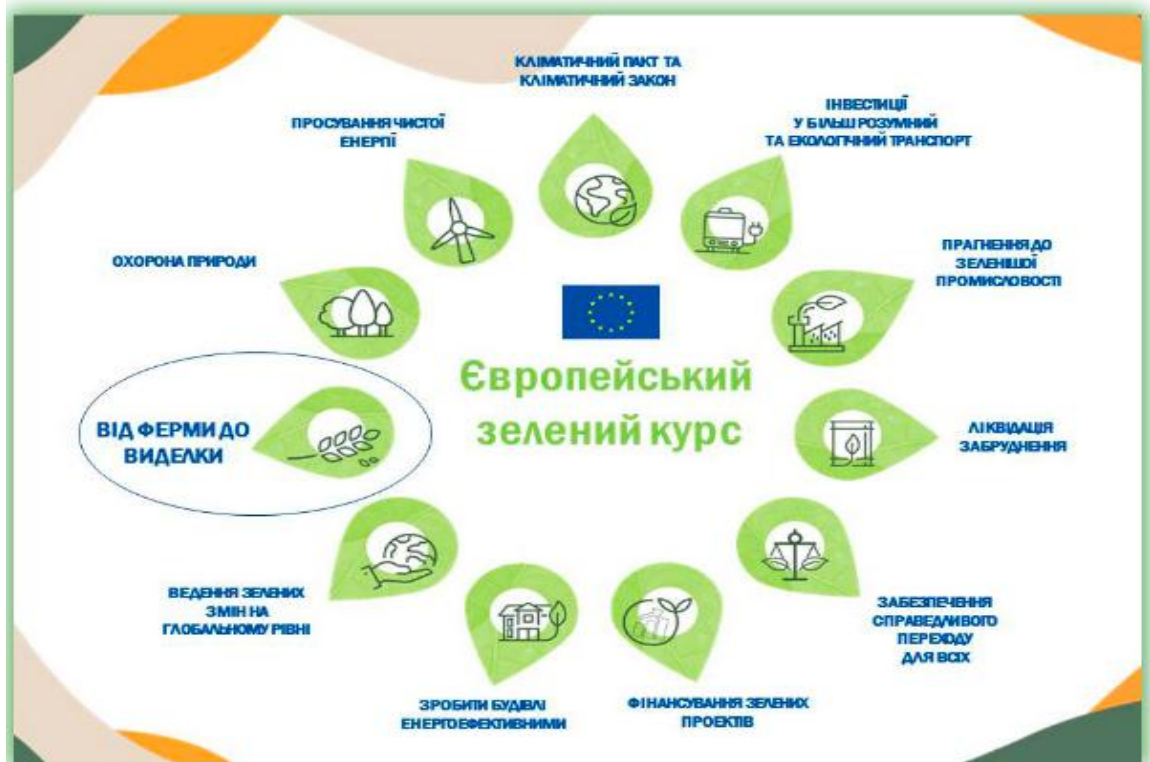 КЛІМАТИЧНИЙ ПАКТ ТА
КЛІМАТИЧНИЙ ЗАКОН
ІНВЕСТИЦІЇ
У БІЛЬШ РОЗУМНИЙ
ТА ЕКОЛОГІЧНИЙ ТРАНСПОРТ
ПРОСУВАННЯ ЧИСТОЇ
ЕНЕРГІЇ
ПРАГНЕННЯ ДО
ЗЕЛЕНІШОЇ
ПРОМИСЛОВОСТІ
ОХОРОНА ПРИРОДИ
Європейський
зелений курс
ВІД ФЕРМИ ДО
ВИДЕЛКИ
ЛІКВІДАЦІЯ
ЗАБРУДНЕННЯ
ВЕДЕННЯ ЗЕЛЕНИХ
ЗМІН НА
ГЛОБАЛЬНОМУ РІВНІ
ЗАБЕЗПЕЧЕННЯ
СПРАВЕДЛИВОГО
ПЕРЕХОДУ
ДЛЯ ВСІХ
ЗРОБИТИ БУДІВЛІ
ЕНЕРГОЕФЕКТИВНИМИ
ФІНАНСУВАННЯ ЗЕЛЕНИХ
ПРОЕКТІВ